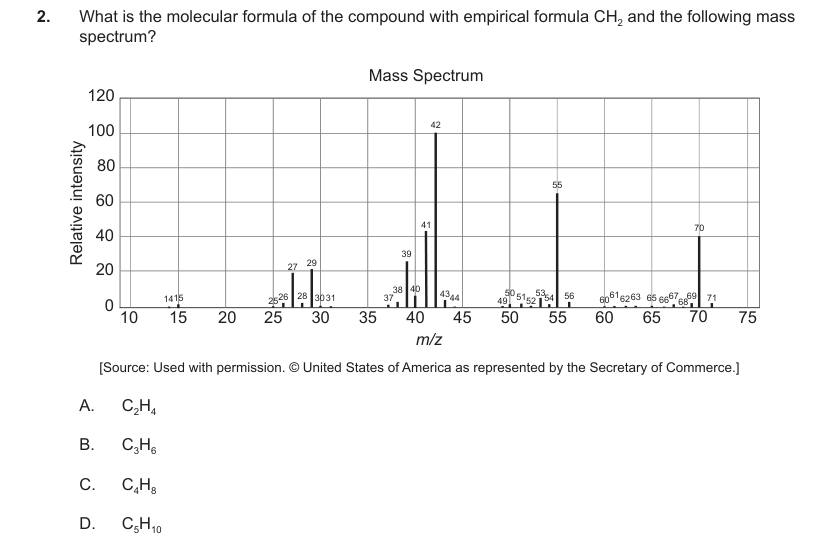 2. What is the molecular formula of the compound with empirical formula CH₂ and the following mass
spectrum?
Mass Spectrum
120
100
80
60
40
20
0
Relative intensity
14 15 25 26 27 28 29 30 31 37 38 39 40 41 42 43 44 49 50 51 52 53 54 55 56 60 61 62 63 65 66 67 68 69 70 71
10 15 20 25 30 35 40 45 50 55 60 65 70 75
m/z
[Source: Used with permission. © United States of America as represented by the Secretary of Commerce.]
A. C₂H₄
B. C₃H₆
C. C₄H₈
D. C₅H₁₀